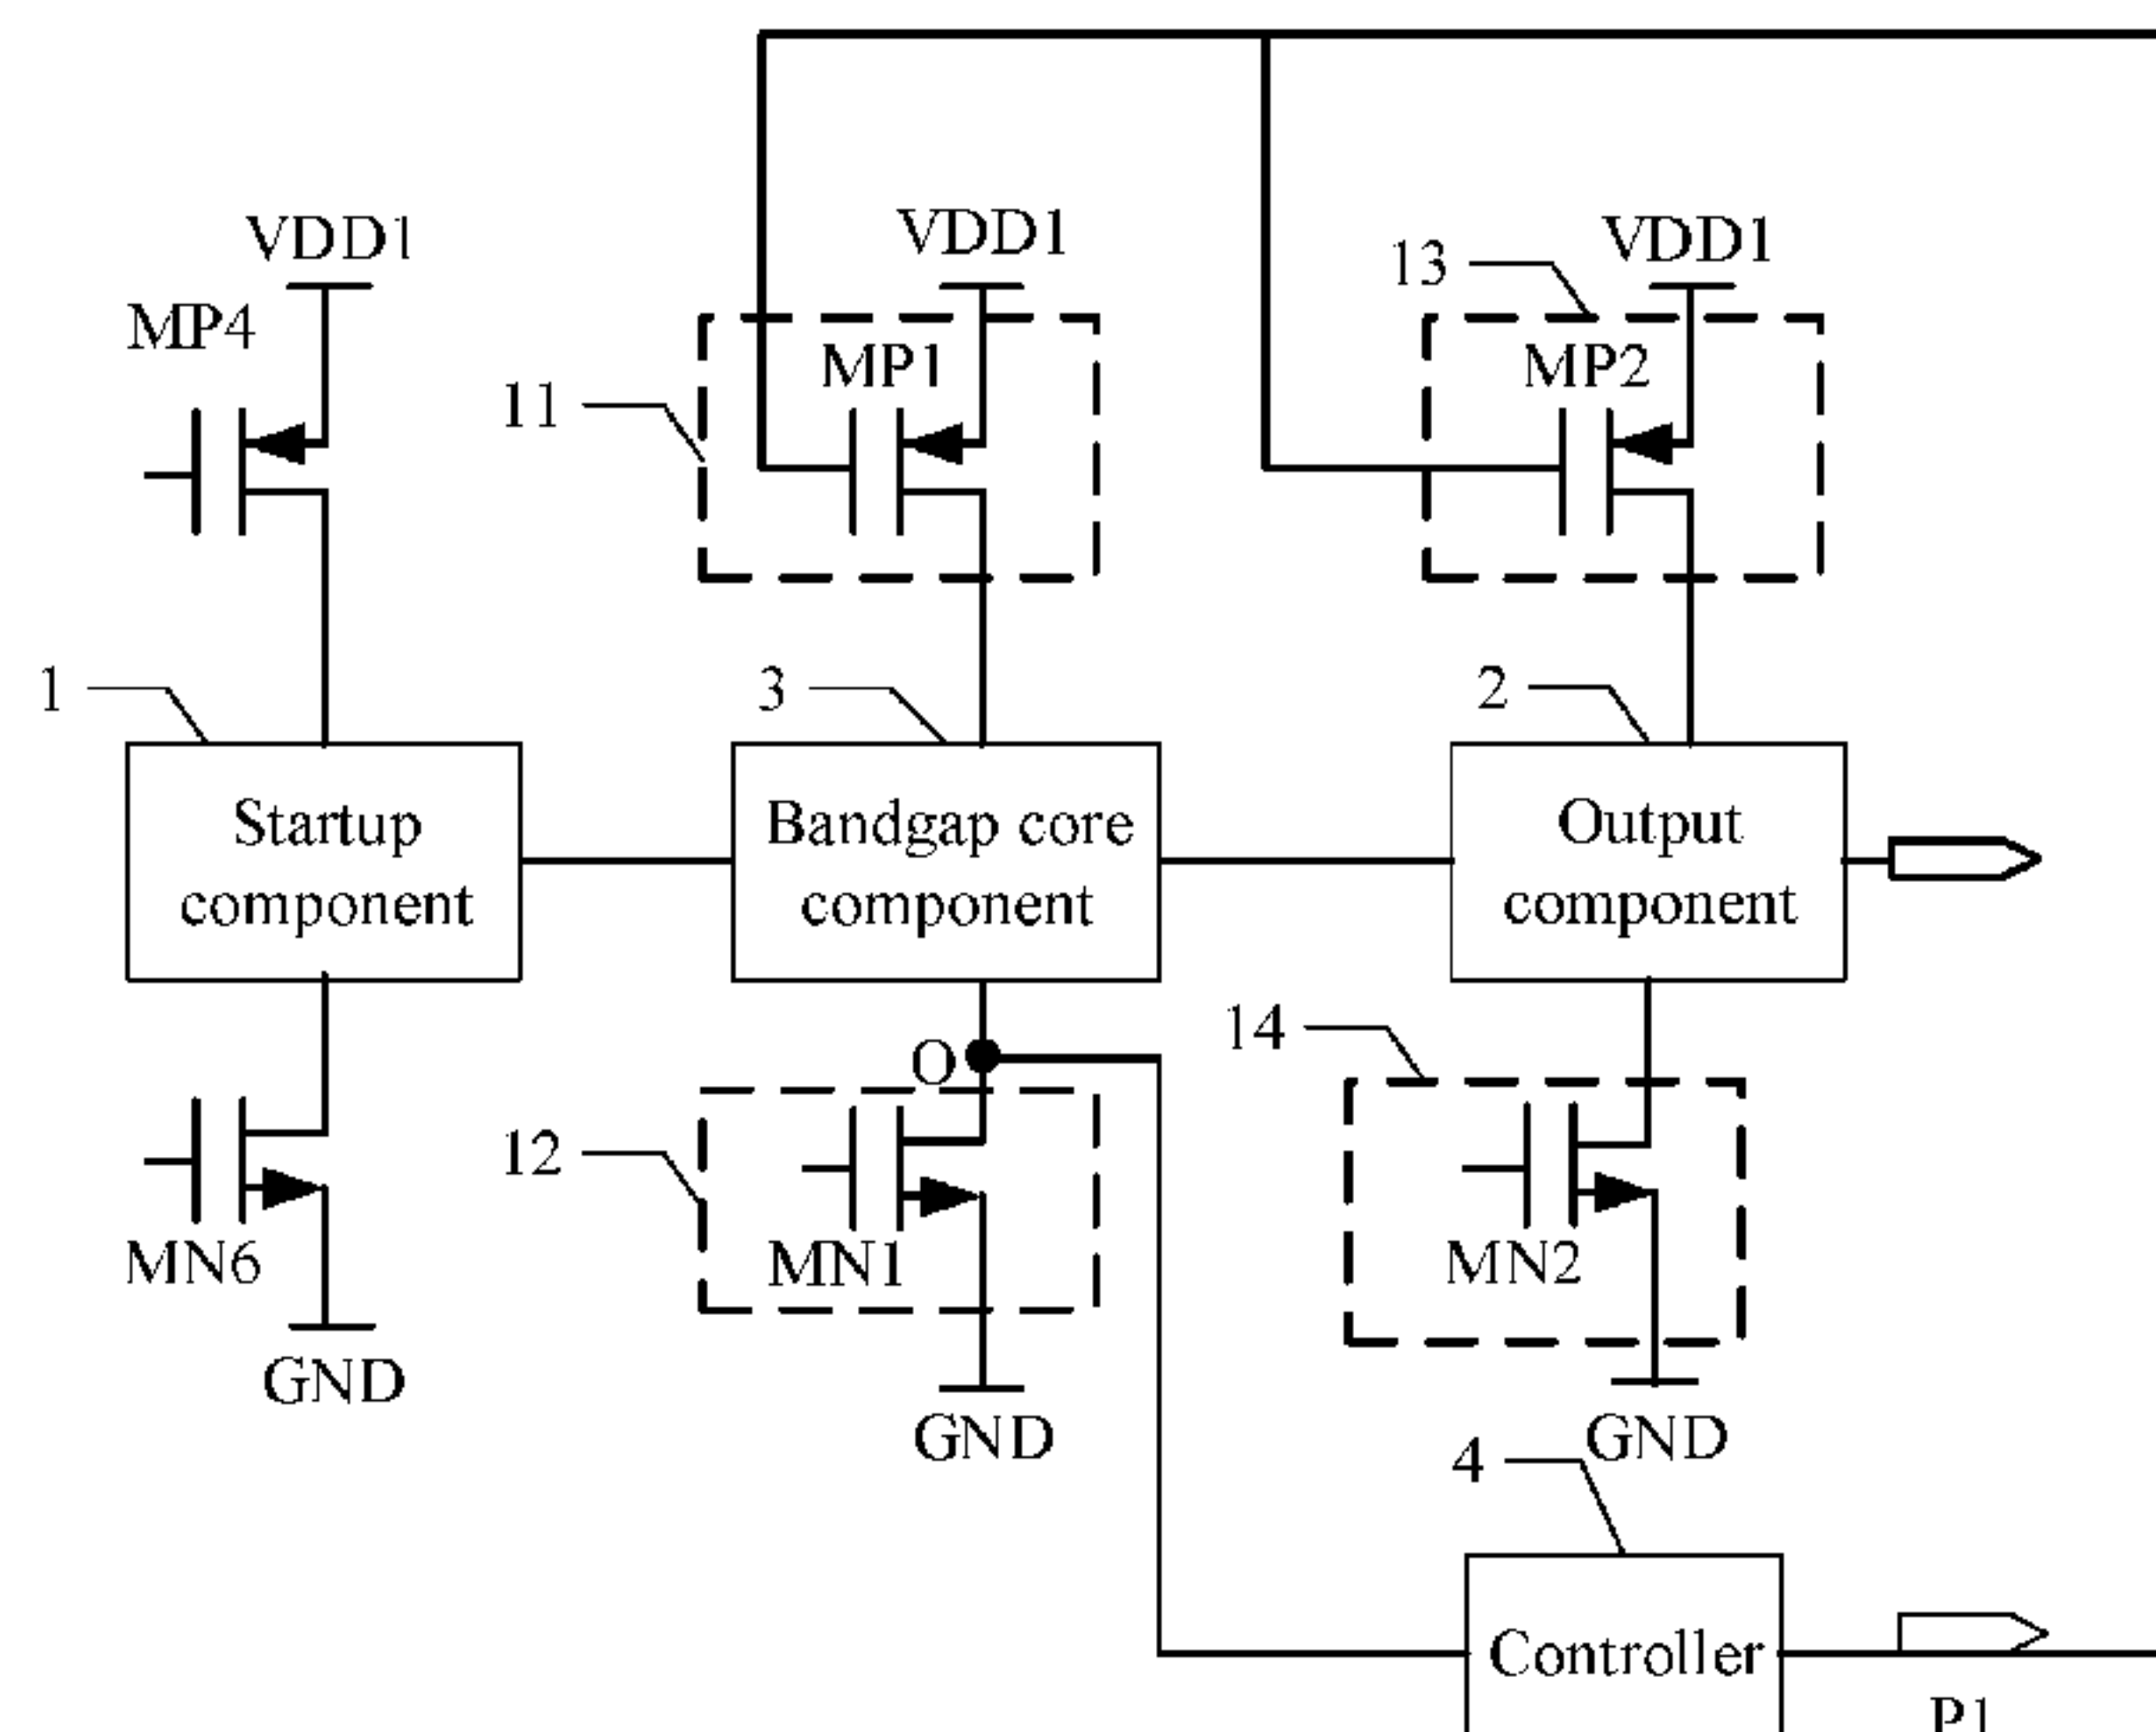 VDD1
VDD1
VDD1
13
MP4
MP1
MP2
11
1
3
2
Startup
component
Bandgap core
component
Output
component
14
O
12
MN6
MN1
MN2
GND
GND
GND
4
Controller
P1